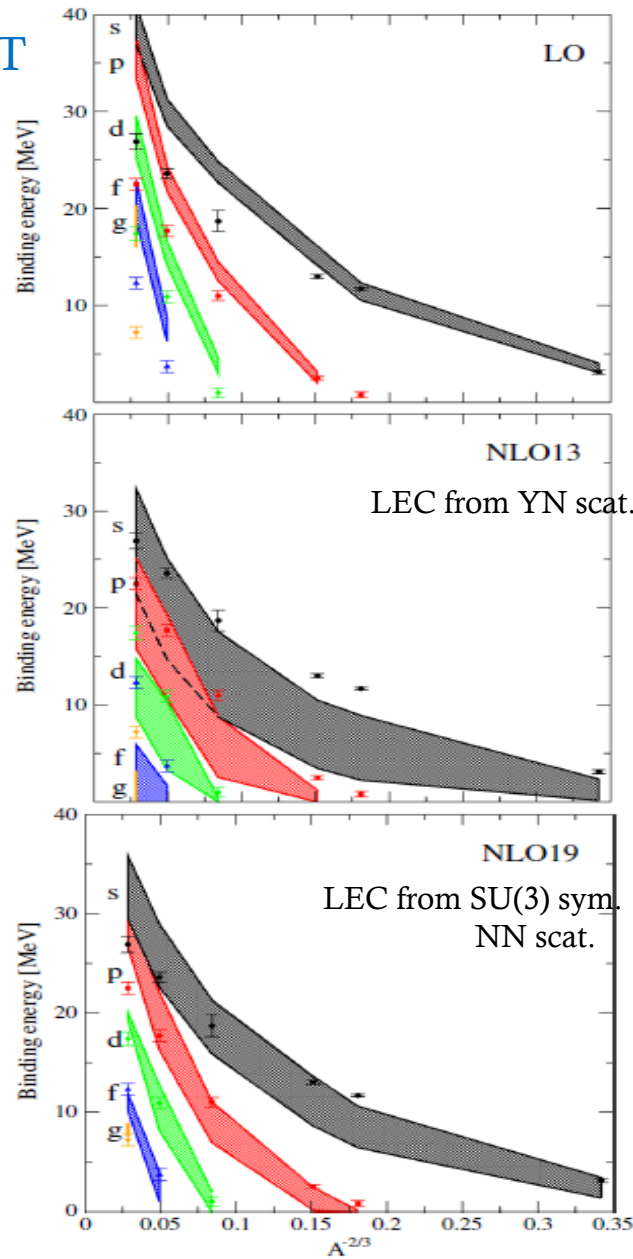 T
40
s
LO
p
30
d
f
20
g
10
Binding energy [MeV]
40
NLO13
LEC from YN scat.
30
s
p
20
d
10
f
g
Binding energy [MeV]
40
NLO19
s
LEC from SU(3) sym.
30
NN scat.
p
20
d
f
10
g
0
Binding energy [MeV]
0 0.05 0.1 0.15 0.2 0.25 0.3 0.35
A^-2/3